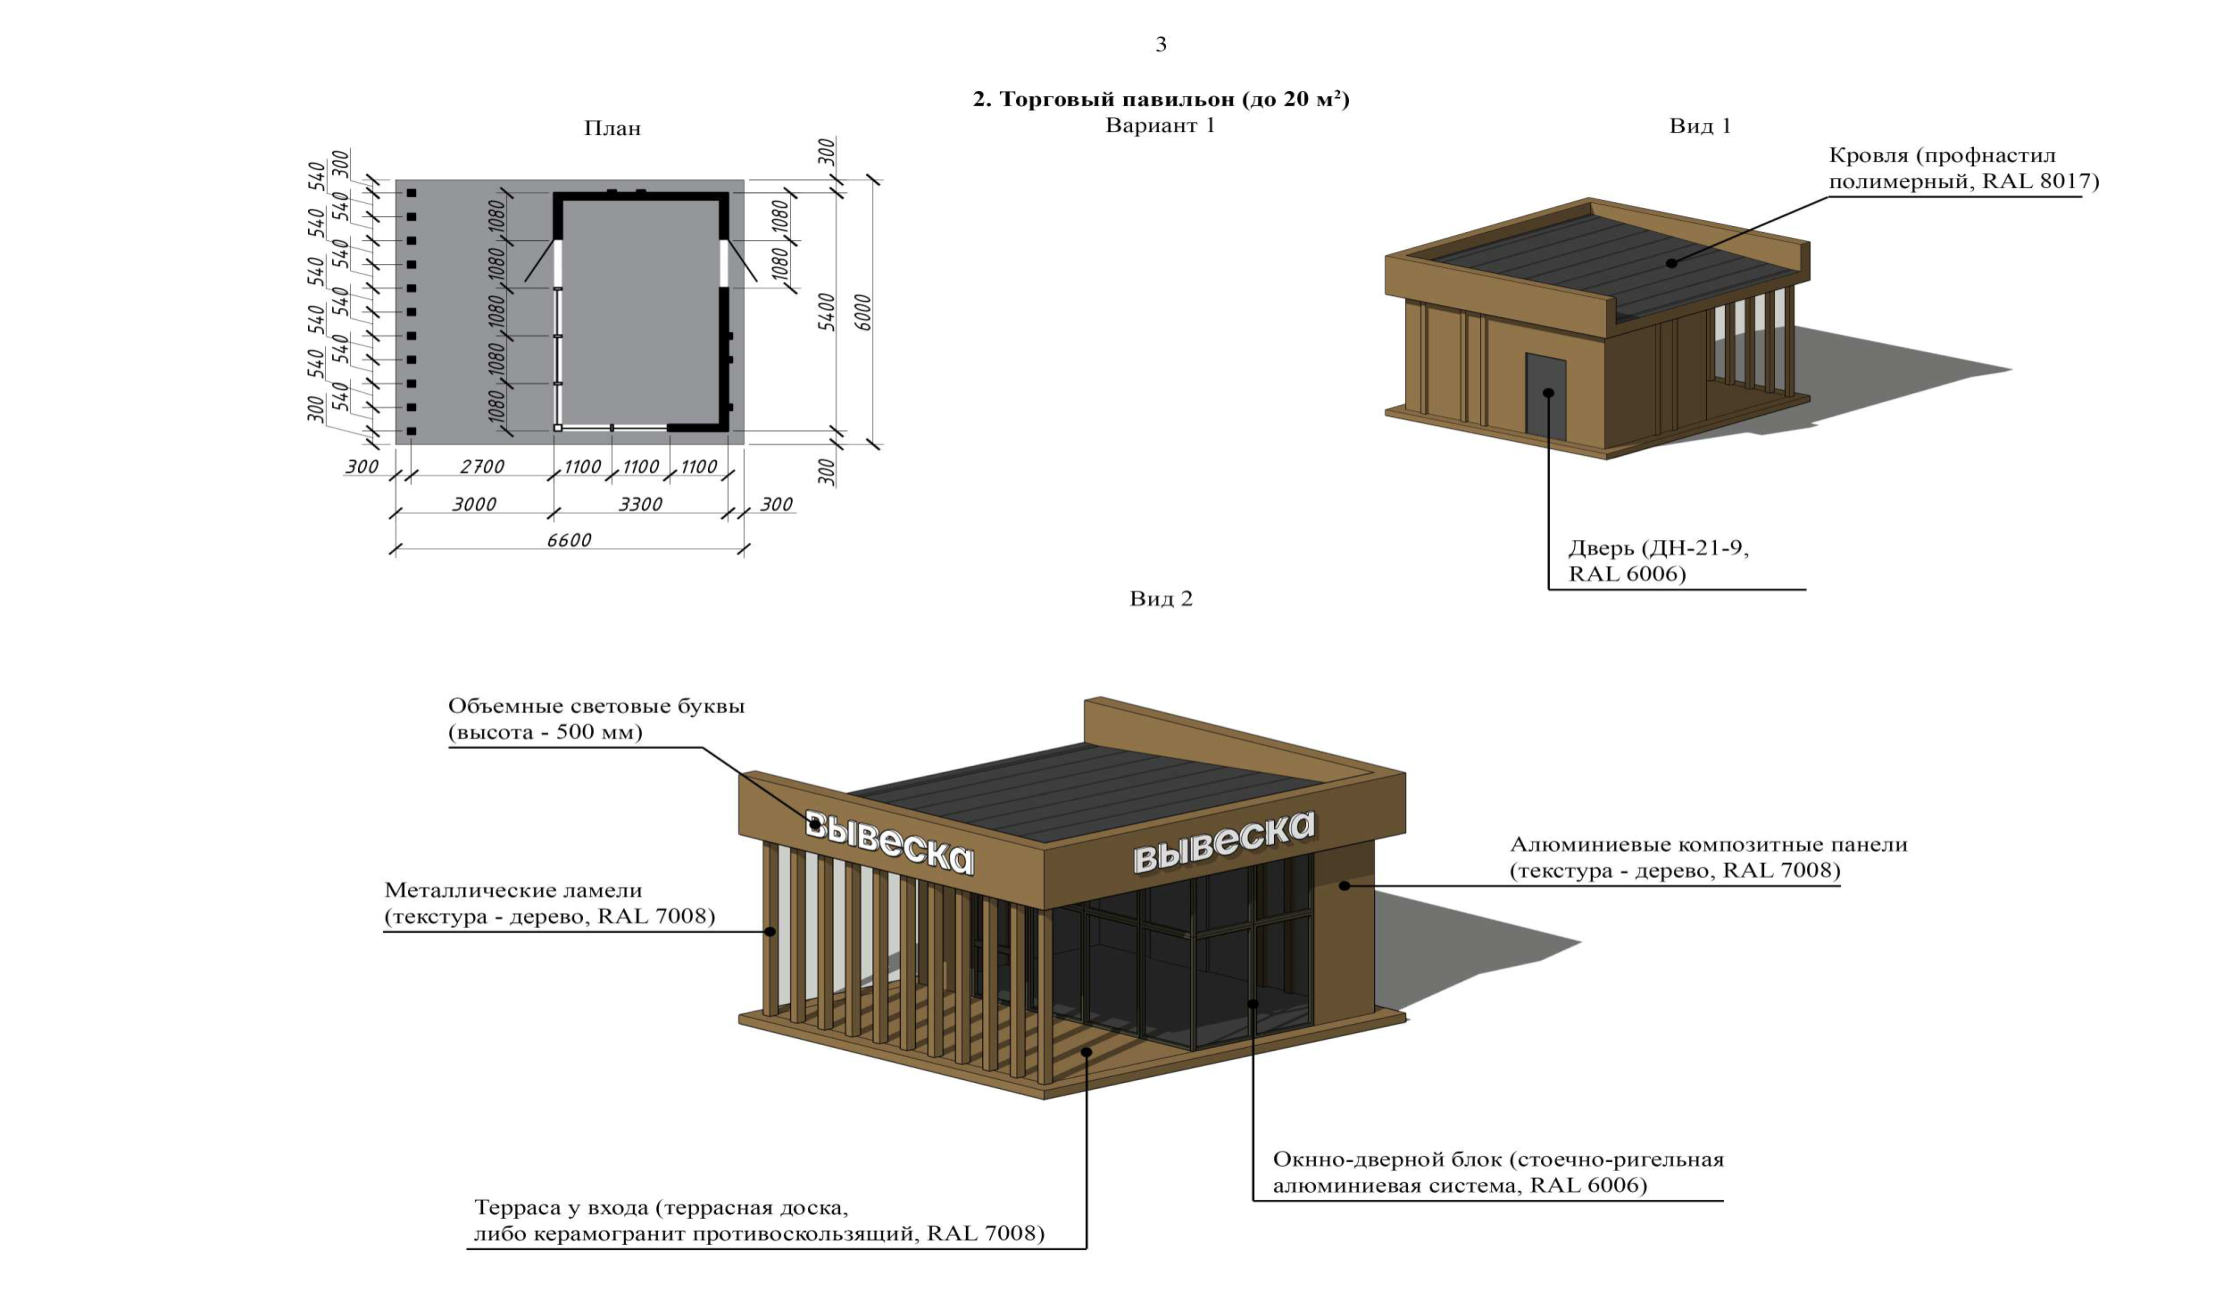 3
2. Торговый павильон (до 20 м²)
План
Вариант 1
Вид 1
Кровля (профнастил
полимерный, RAL 8017)
540
540
540
540
540
300
300
540
540
540
540
540
1080
1080
1080
1080
1080
1080
1080
300
5400
6000
300
300
2700
1100
1100
1100
3000
3300
300
6600
Дверь (ДН-21-9,
RAL 6006)
Вид 2
Объемные световые буквы
(высота - 500 мм)
вывеска
вывеска
Металлические ламели
(текстура - дерево, RAL 7008)
Алюминиевые композитные панели
(текстура - дерево, RAL 7008)
Окнно-дверной блок (стоечно-ригельная
алюминиевая система, RAL 6006)
Терраса у входа (террасная доска,
либо керамогранит противоскользящий, RAL 7008)